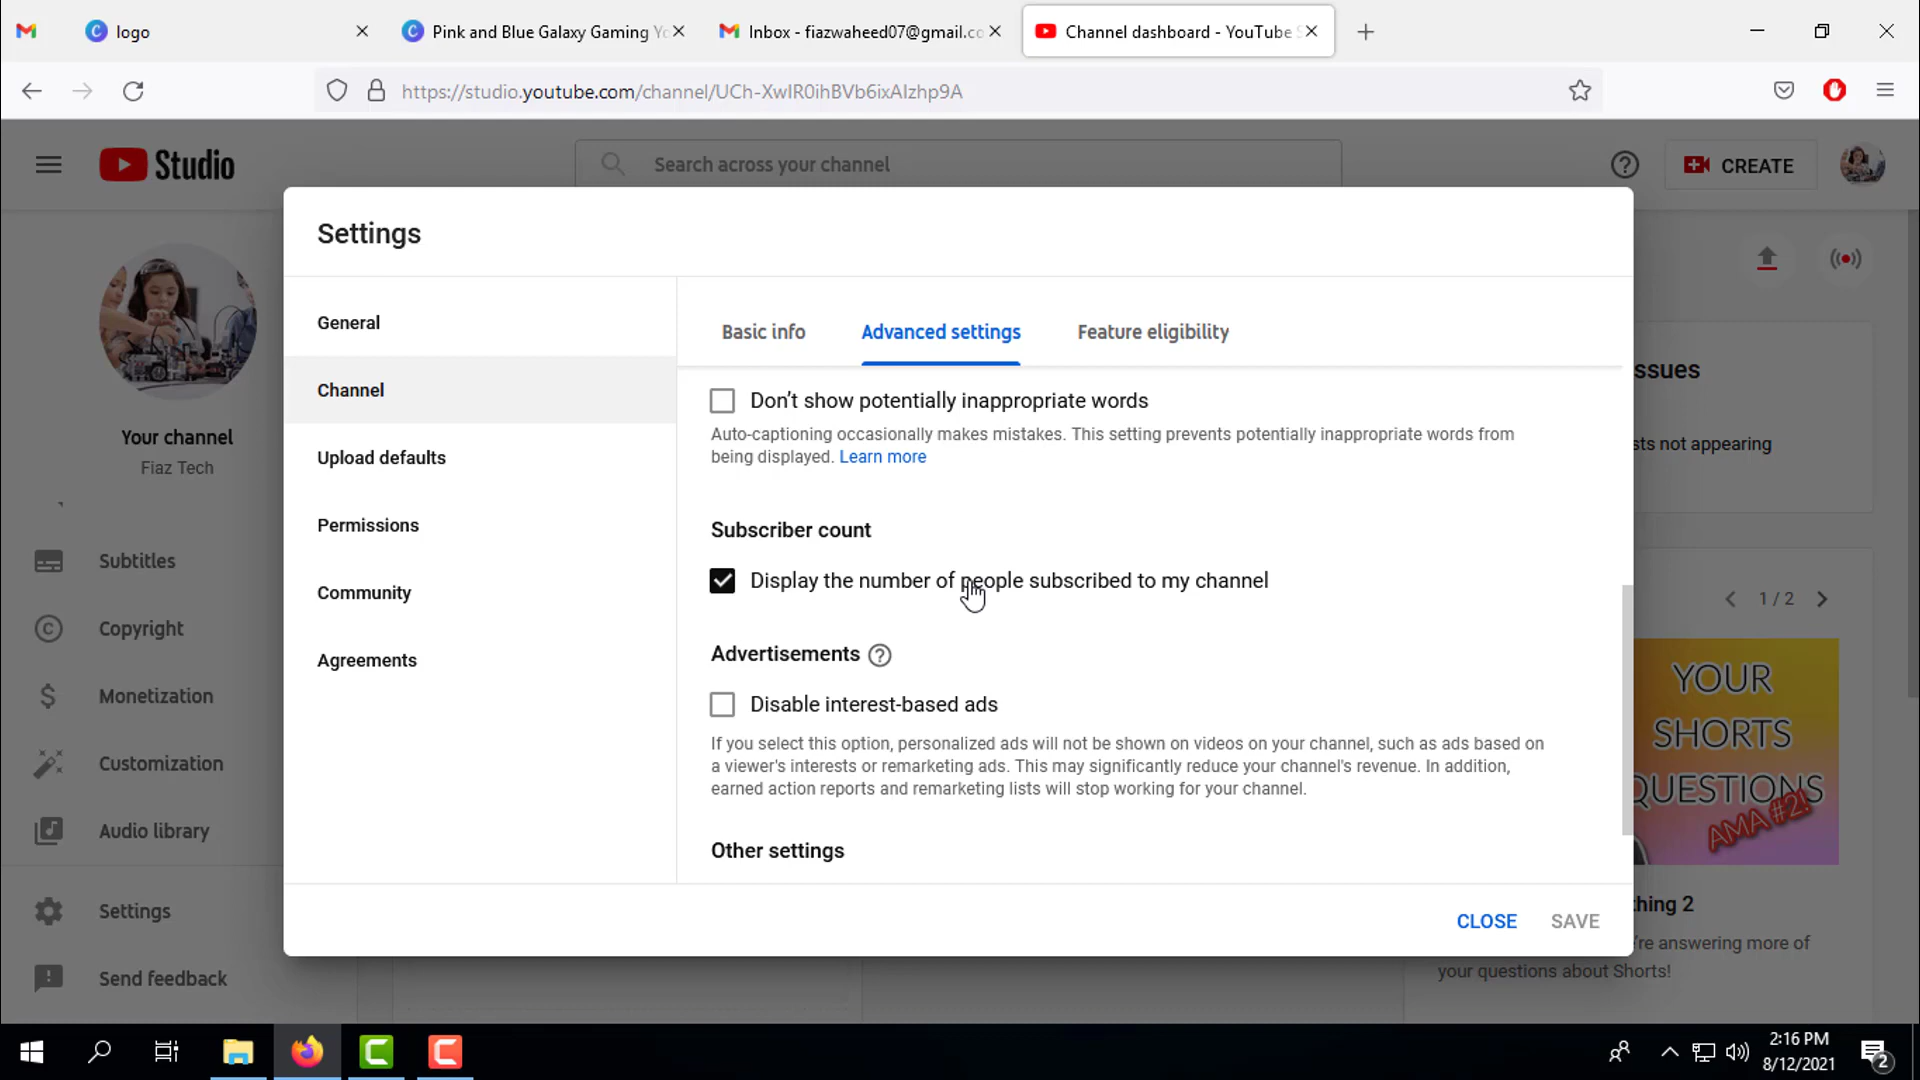 logo
Pink and Blue Galaxy Gaming Yo
Inbox - fiazwaheed07@gmail.co
Channel dashboard - YouTube S
https://studio.youtube.com/channel/UCh-XwIR0ihBVb6ixAIzhp9A
Studio
Search across your channel
CREATE
Your channel
Fiaz Tech
Subtitles
Copyright
Monetization
Customization
Audio library
Settings
Send feedback
Settings
General
Channel
Upload defaults
Permissions
Community
Agreements
Basic info
Advanced settings
Feature eligibility
Don't show potentially inappropriate words
Auto-captioning occasionally makes mistakes. This setting prevents potentially inappropriate words from
being displayed. Learn more
Subscriber count
Display the number of people subscribed to my channel
Advertisements
Disable interest-based ads
If you select this option, personalized ads will not be shown on videos on your channel, such as ads based on
a viewer's interests or remarketing ads. This may significantly reduce your channel's revenue. In addition,
earned action reports and remarketing lists will stop working for your channel.
Other settings
CLOSE
SAVE
ssues
sts not appearing
1 / 2
YOUR
SHORTS
QUESTIONS
AMA #2!
hing 2
're answering more of
your questions about Shorts!
2:16 PM
8/12/2021
2